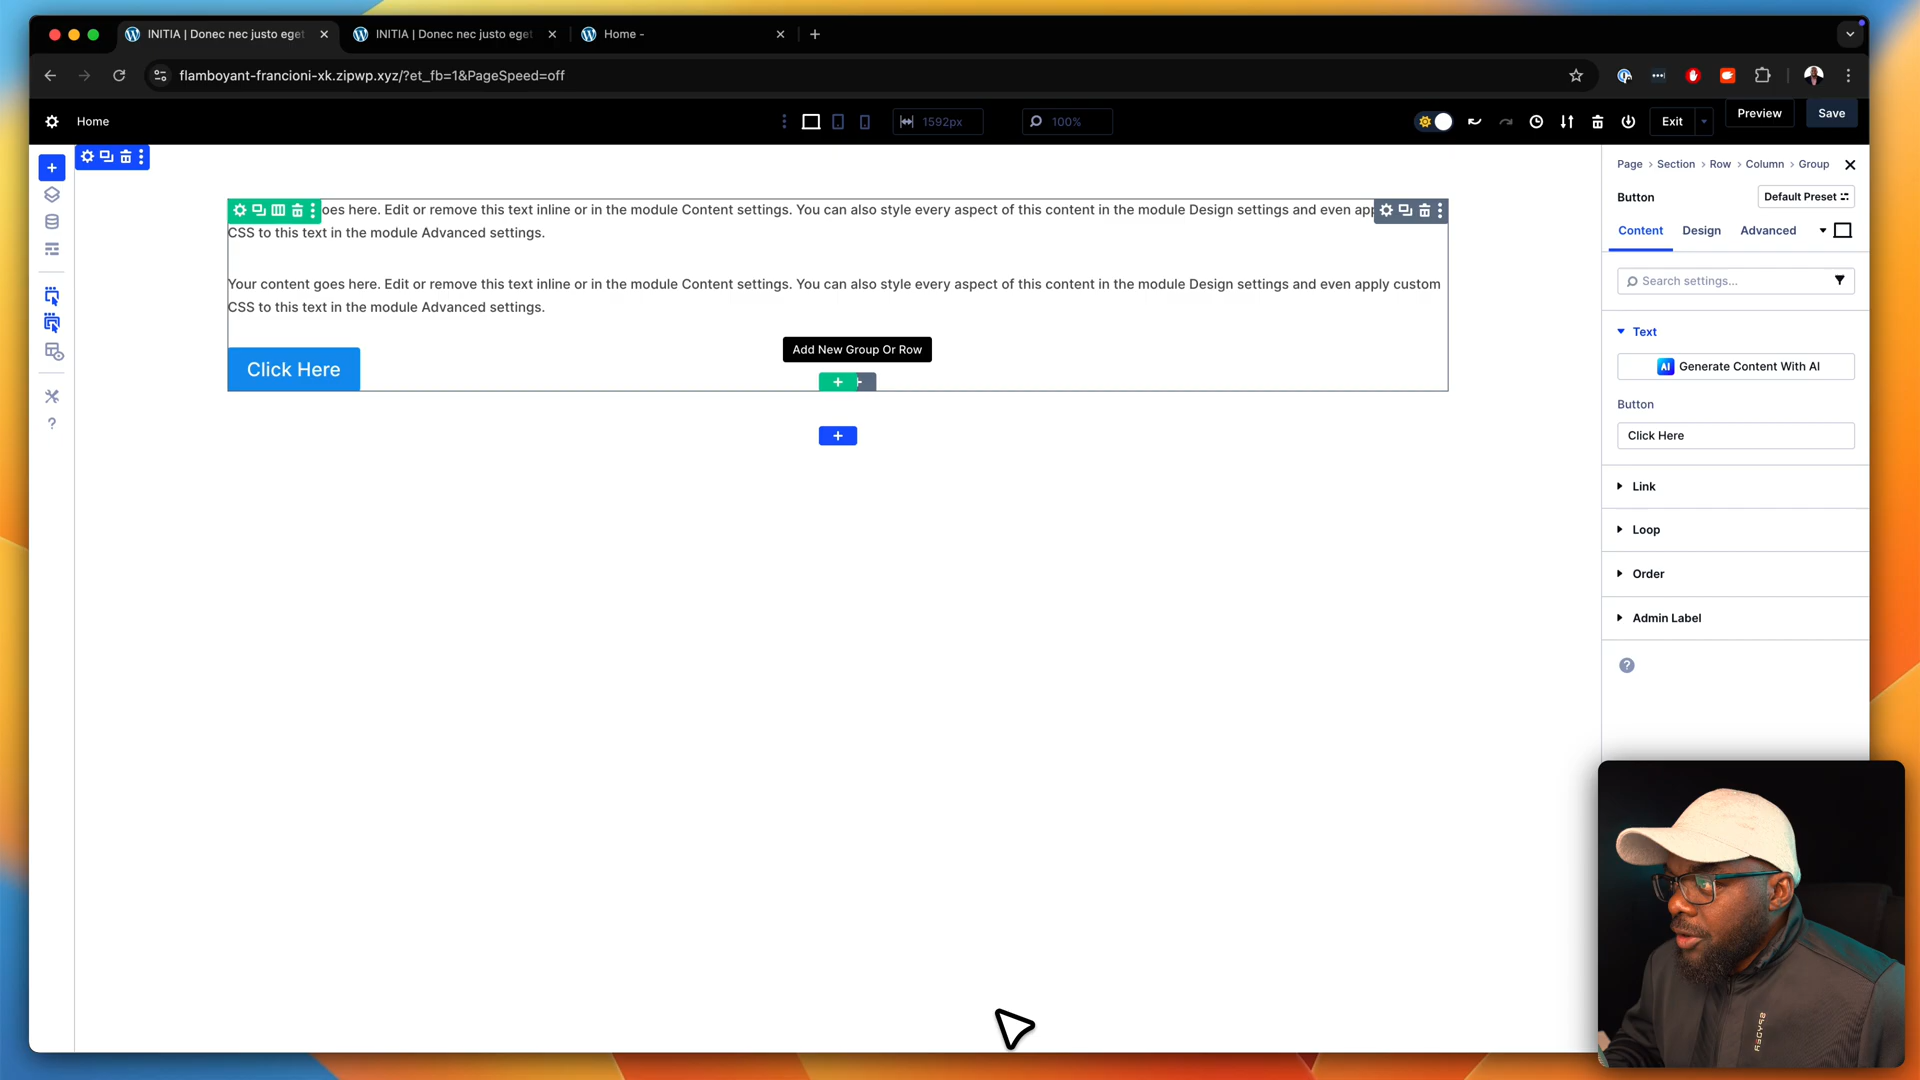 INITIA | Donec nec justo eget
INITIA | Donec nec justo eget
Home -
flamboyant-francioni-xk.zipwp.xyz/?et_fb=1&PageSpeed=off
Home
1592px
100%
Exit
Preview
Save
Page > Section > Row > Column > Group
Button
Default Preset
Content
Design
Advanced
Search settings...
Text
AI Generate Content With AI
Button
Click Here
Link
Loop
Order
Admin Label
?
oes here. Edit or remove this text inline or in the module Content settings. You can also style every aspect of this content in the module Design settings and even app
CSS to this text in the module Advanced settings.
Your content goes here. Edit or remove this text inline or in the module Content settings. You can also style every aspect of this content in the module Design settings and even apply custom
CSS to this text in the module Advanced settings.
Add New Group Or Row
Click Here
?